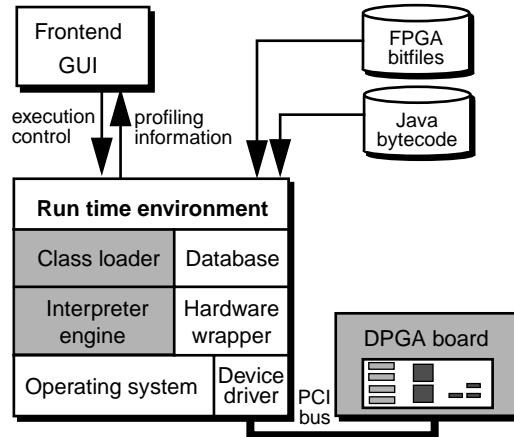 Frontend
GUI
FPGA
bitfiles
execution
control
profiling
information
Java
bytecode
Run time environment
Class loader
Database
Interpreter
engine
Hardware
wrapper
DPGA board
Operating system
Device
driver
PCI
bus